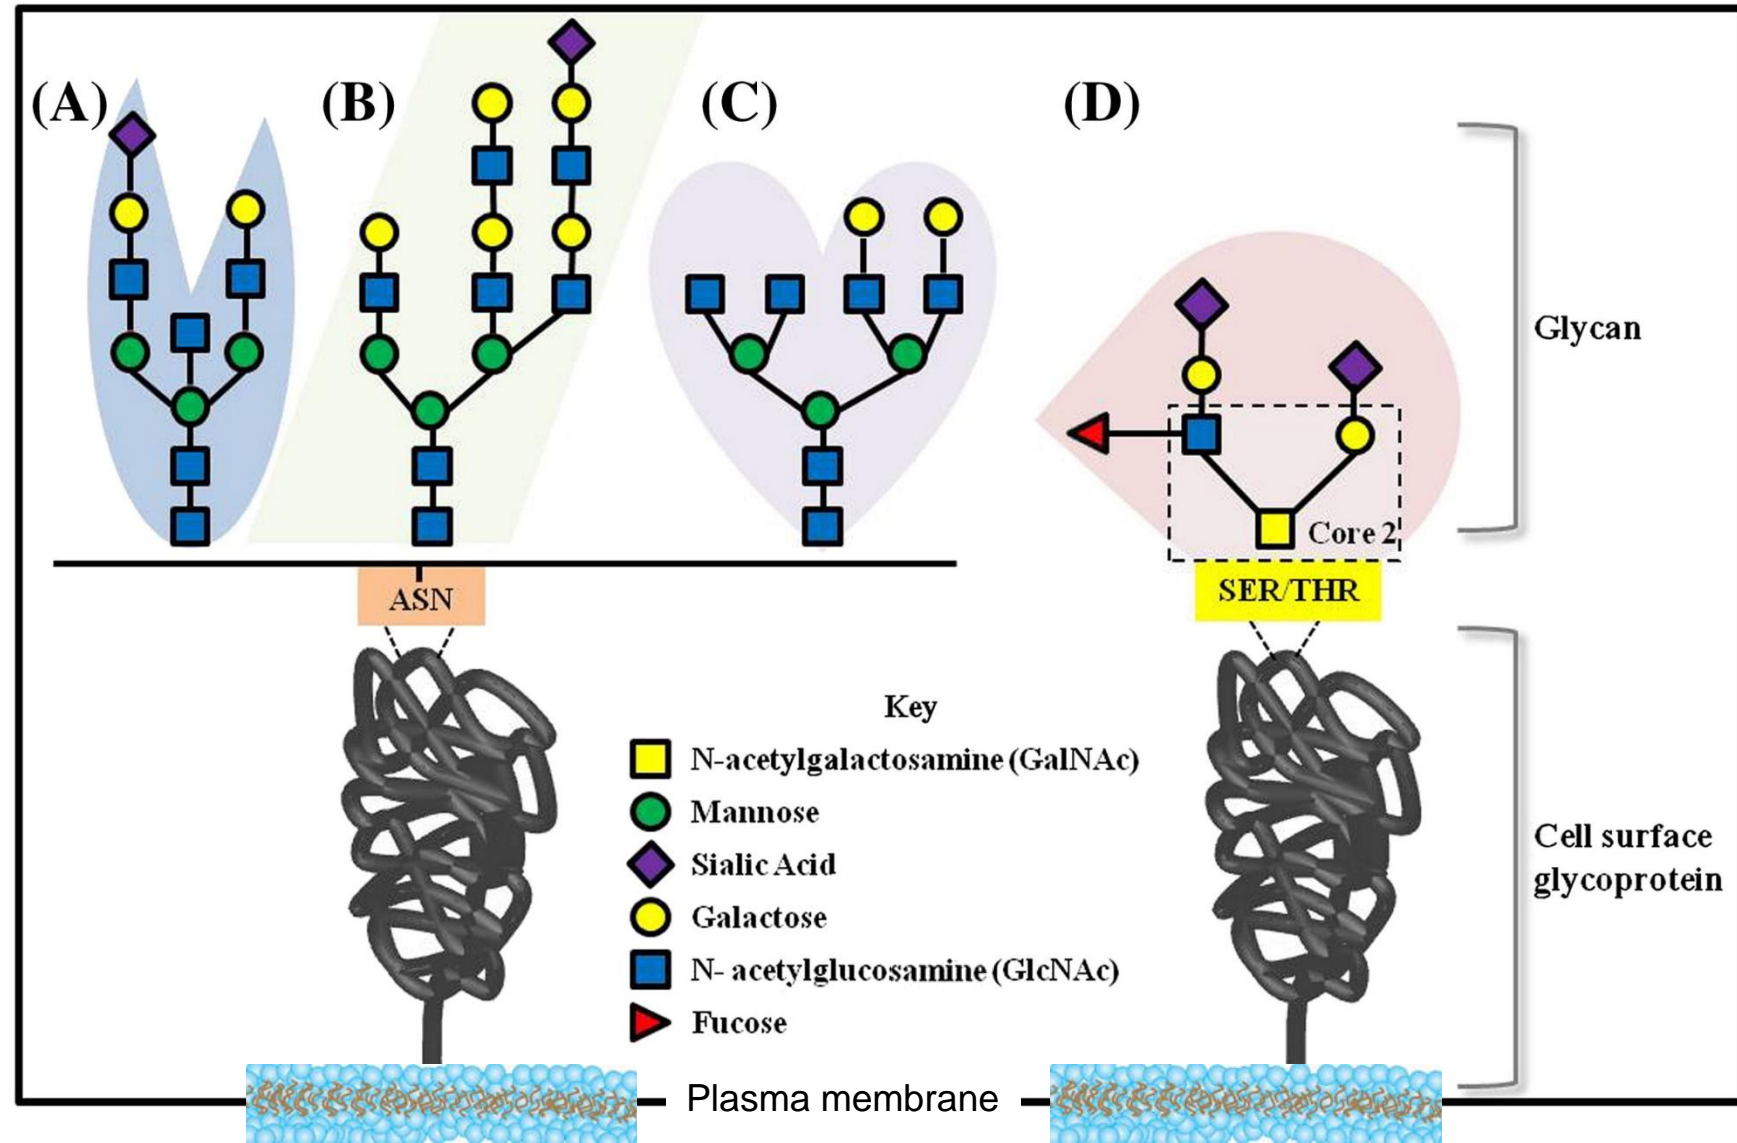 (A)
(B)
(C)
(D)
Glycan
Core 2
ASN
SER/THR
Key
N-acetylgalactosamine (GalNAc)
Mannose
Sialic Acid
Galactose
N- acetylglucosamine (GlcNAc)
Fucose
Cell surface
glycoprotein
Plasma membrane